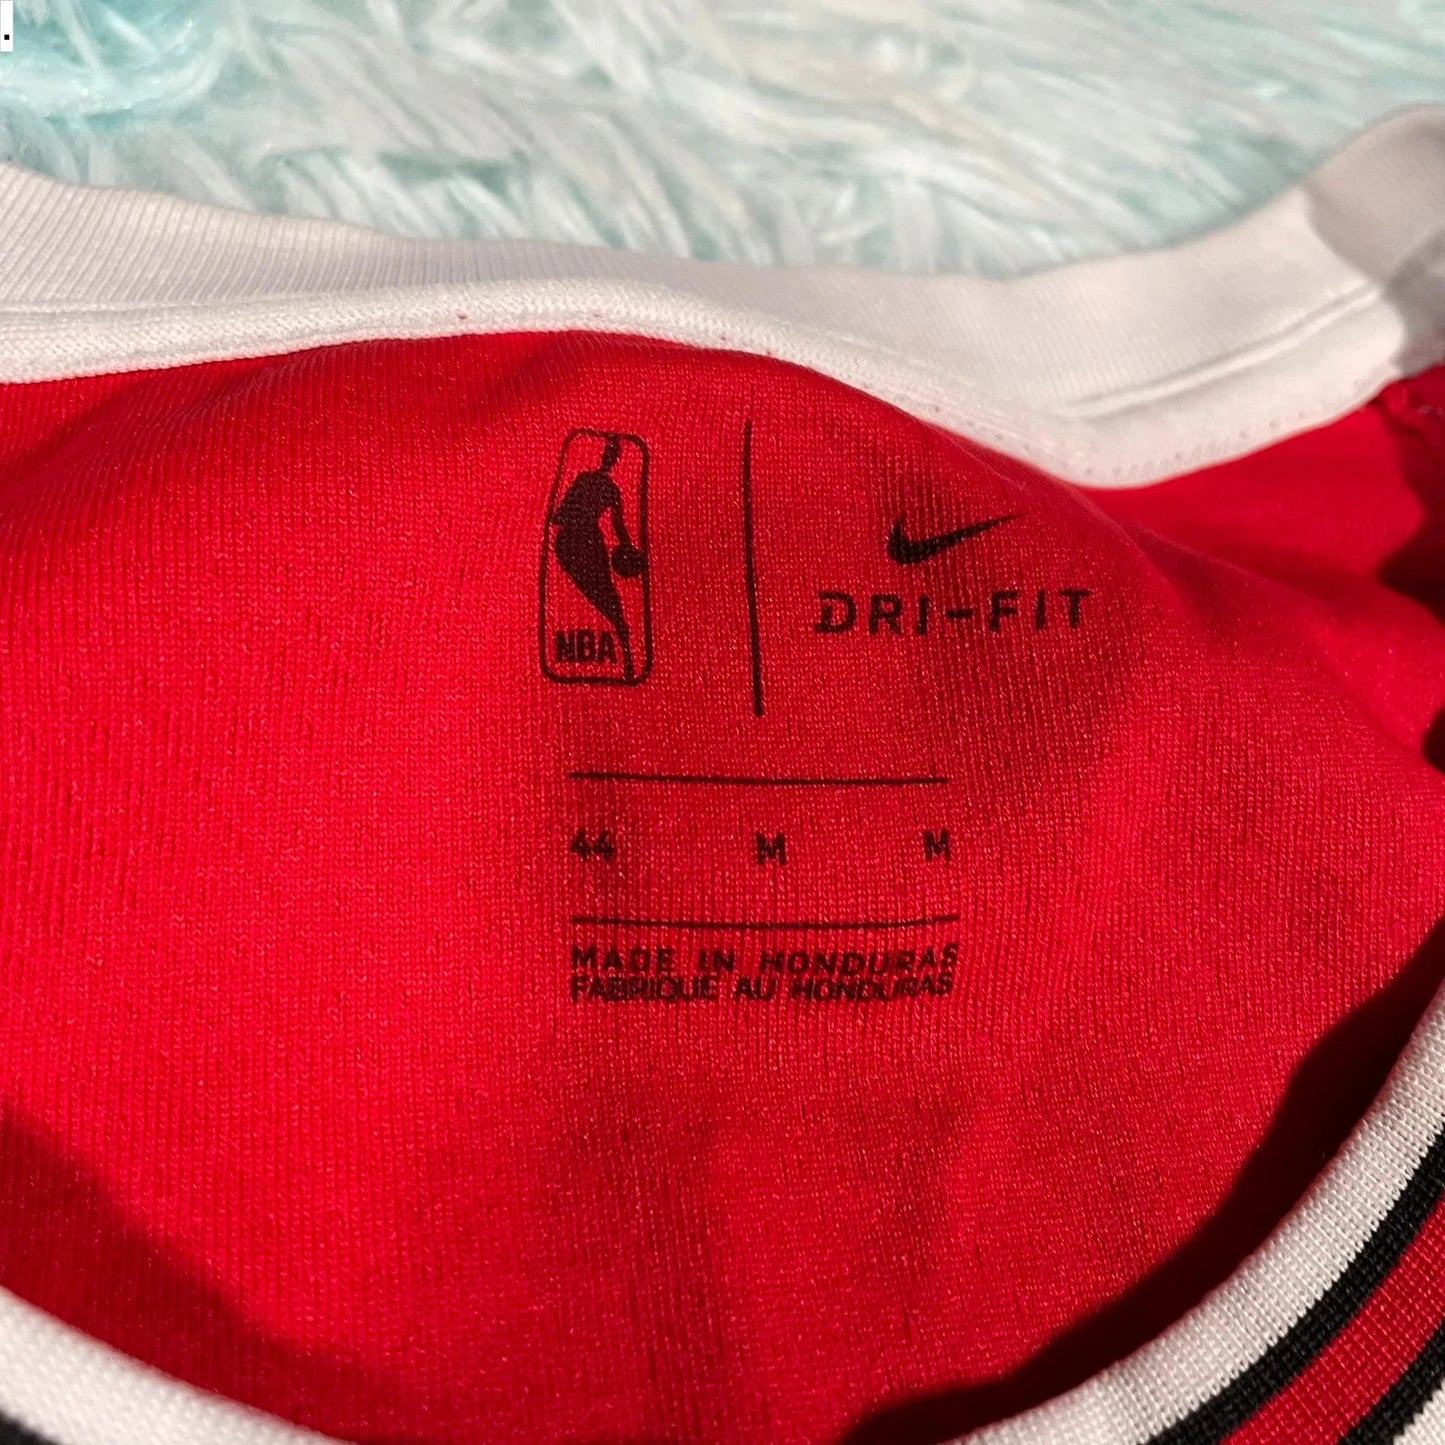 .
NBA
DRI-FIT
44 M M
MADE IN HONDURAS
FABRIQUE AU HONDURAS